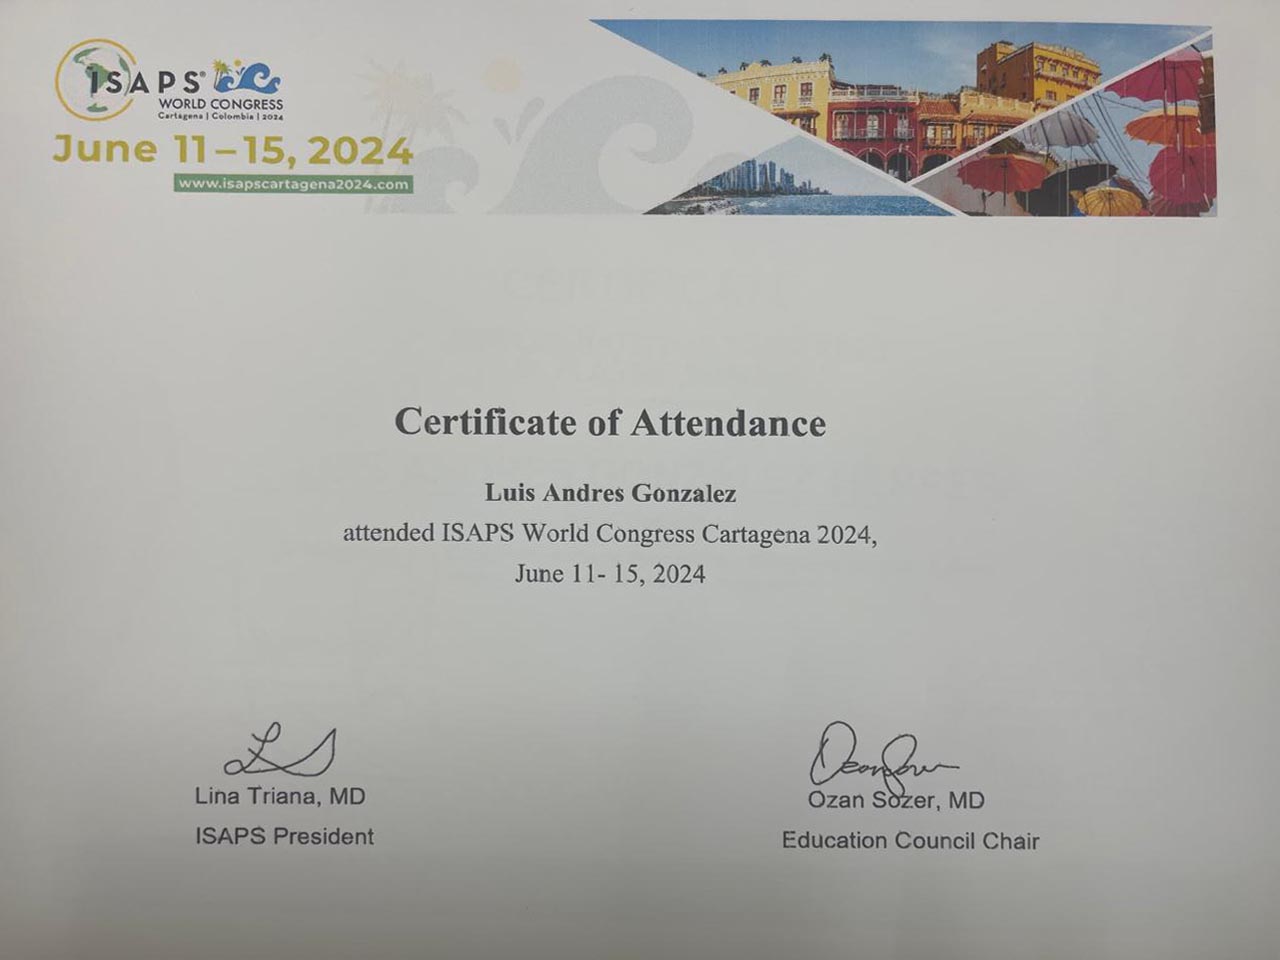 ISAPS®
WORLD CONGRESS
Cartagena | Colombia | 2024
June 11–15, 2024
www.isapscartagena2024.com
Certificate of Attendance
Luis Andres Gonzalez
attended ISAPS World Congress Cartagena 2024,
June 11- 15, 2024
Lina Triana, MD
ISAPS President
Ozan Sozer, MD
Education Council Chair